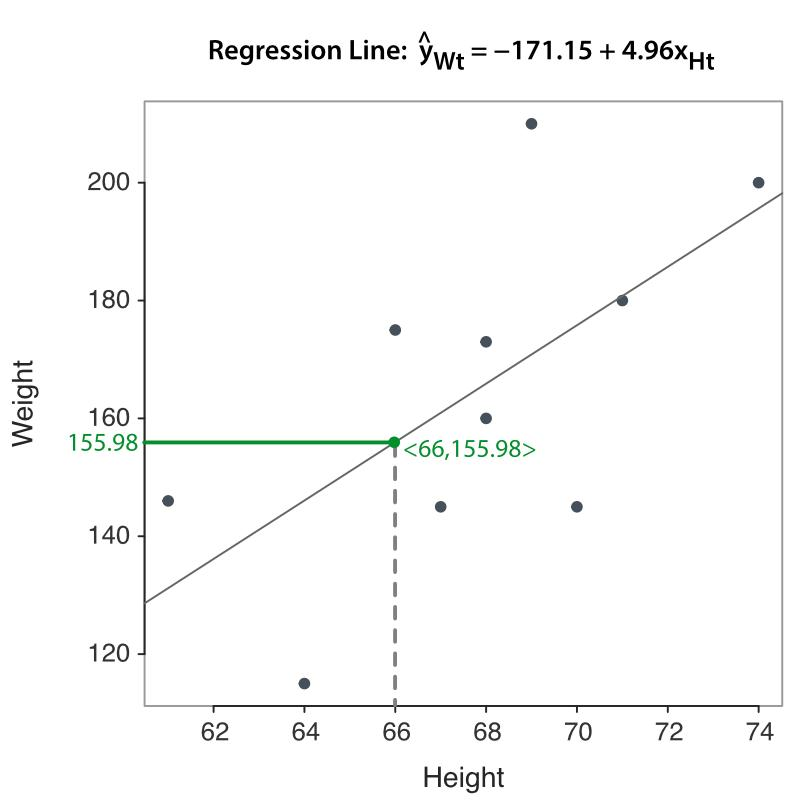 Regression Line: ŷWt = −171.15 + 4.96xHt
Weight
200
180
160
155.98
<66,155.98>
140
120
62 64 66 68 70 72 74
Height